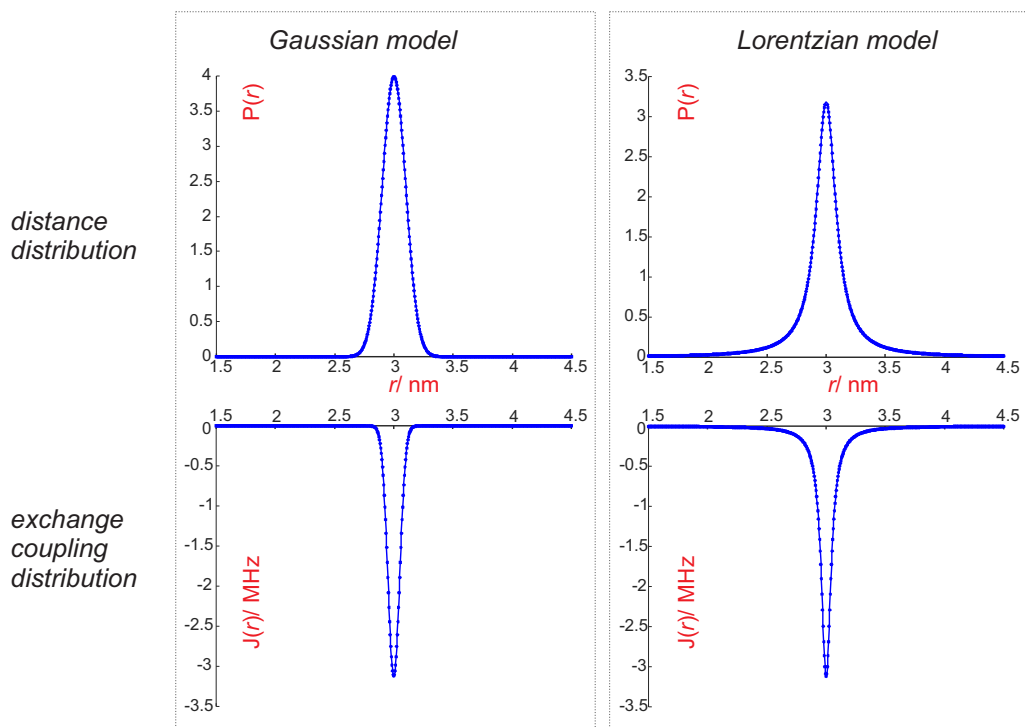 Gaussian model
Lorentzian model
distance
distribution
P(r)
4
3.5
3
2.5
2
1.5
1
0.5
0
1.5 2 2.5 3 3.5 4 4.5
r/ nm
P(r)
3.5
3
2.5
2
1.5
1
0.5
0
2.5 3 3.5 4 4.5
r/ nm
exchange
coupling
distribution
1.5 2 2.5 3 3.5 4 4.5
0
-0.5
-1
-1.5
-2
-2.5
-3
-3.5
J(r)/ MHz
1.5 2 2.5 3 3.5 4 4.5
0
-0.5
-1
-1.5
-2
-2.5
-3
-3.5
J(r)/ MHz